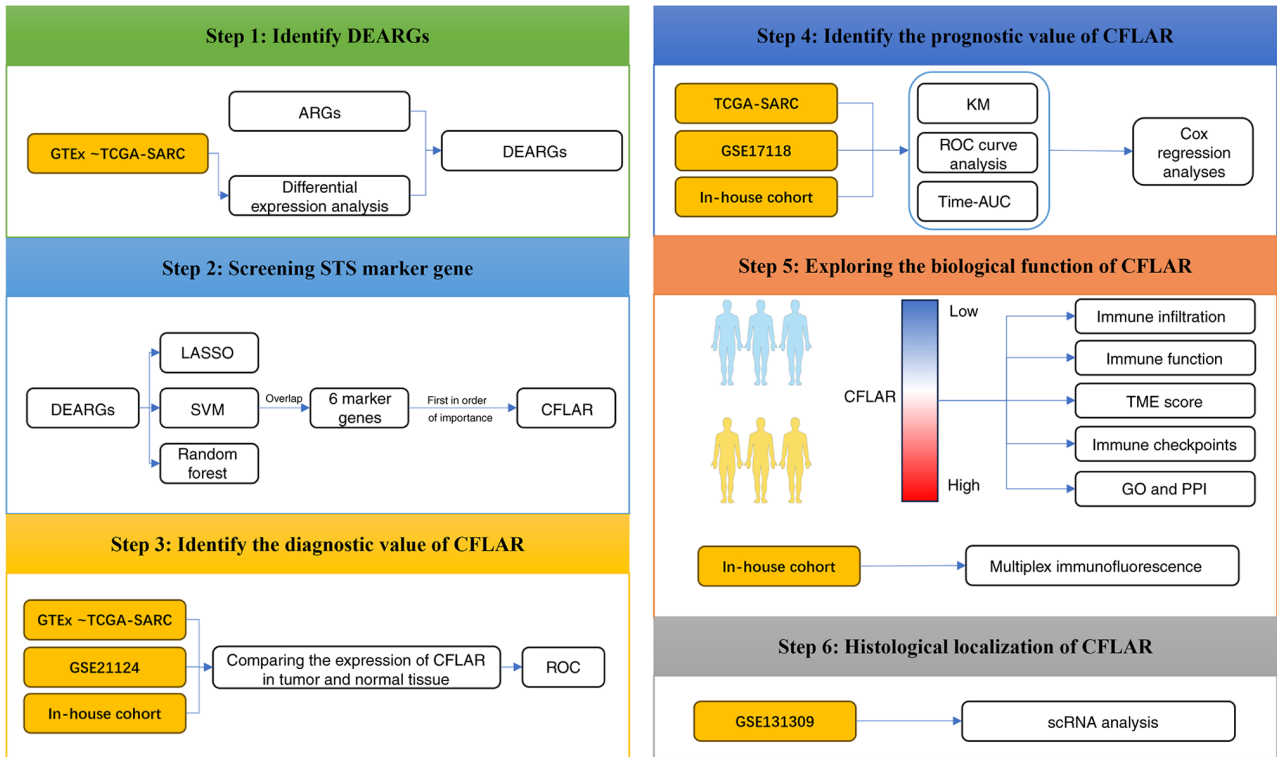 Step 1: Identify DEARGs
ARGs
GTEx ~TCGA-SARC
DEARGs
Differential
expression analysis
Step 2: Screening STS marker gene
LASSO
DEARGs
SVM
Overlap
6 marker
genes
First in order
of importance
CFLAR
Random
forest
Step 3: Identify the diagnostic value of CFLAR
GTEx ~TCGA-SARC
GSE21124
In-house cohort
Comparing the expression of CFLAR
in tumor and normal tissue
ROC
Step 4: Identify the prognostic value of CFLAR
TCGA-SARC
GSE17118
In-house cohort
KM
ROC curve
analysis
Time-AUC
Cox
regression
analyses
Step 5: Exploring the biological function of CFLAR
CFLAR
Low
High
Immune infiltration
Immune function
TME score
Immune checkpoints
GO and PPI
In-house cohort
Multiplex immunofluorescence
Step 6: Histological localization of CFLAR
GSE131309
scRNA analysis